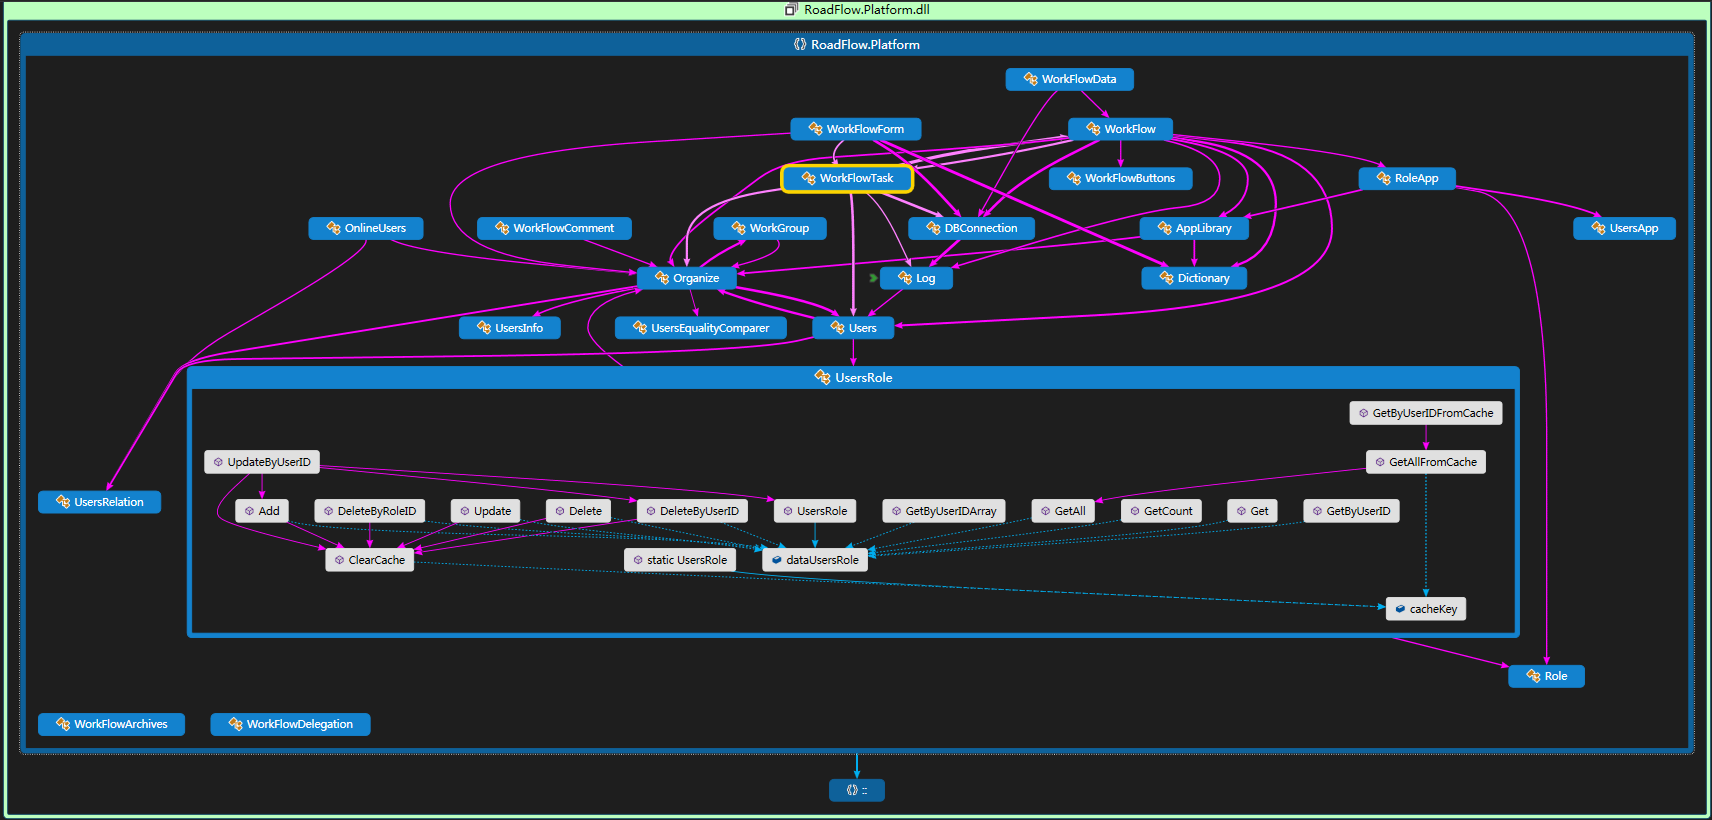 RoadFlow.Platform.dll
RoadFlow.Platform
WorkFlowData
WorkFlowForm
WorkFlow
WorkFlowTask
WorkFlowButtons
RoleApp
OnlineUsers
WorkFlowComment
WorkGroup
DBConnection
AppLibrary
UsersApp
Organize
Log
Dictionary
UsersInfo
UsersEqualityComparer
Users
UsersRole
GetByUserIDFromCache
UpdateByUserID
GetAllFromCache
UsersRelation
Add
DeleteByRoleID
Update
Delete
DeleteByUserID
UsersRole
GetByUserIDArray
GetAll
GetCount
Get
GetByUserID
ClearCache
static UsersRole
dataUsersRole
cacheKey
Role
WorkFlowArchives
WorkFlowDelegation
::